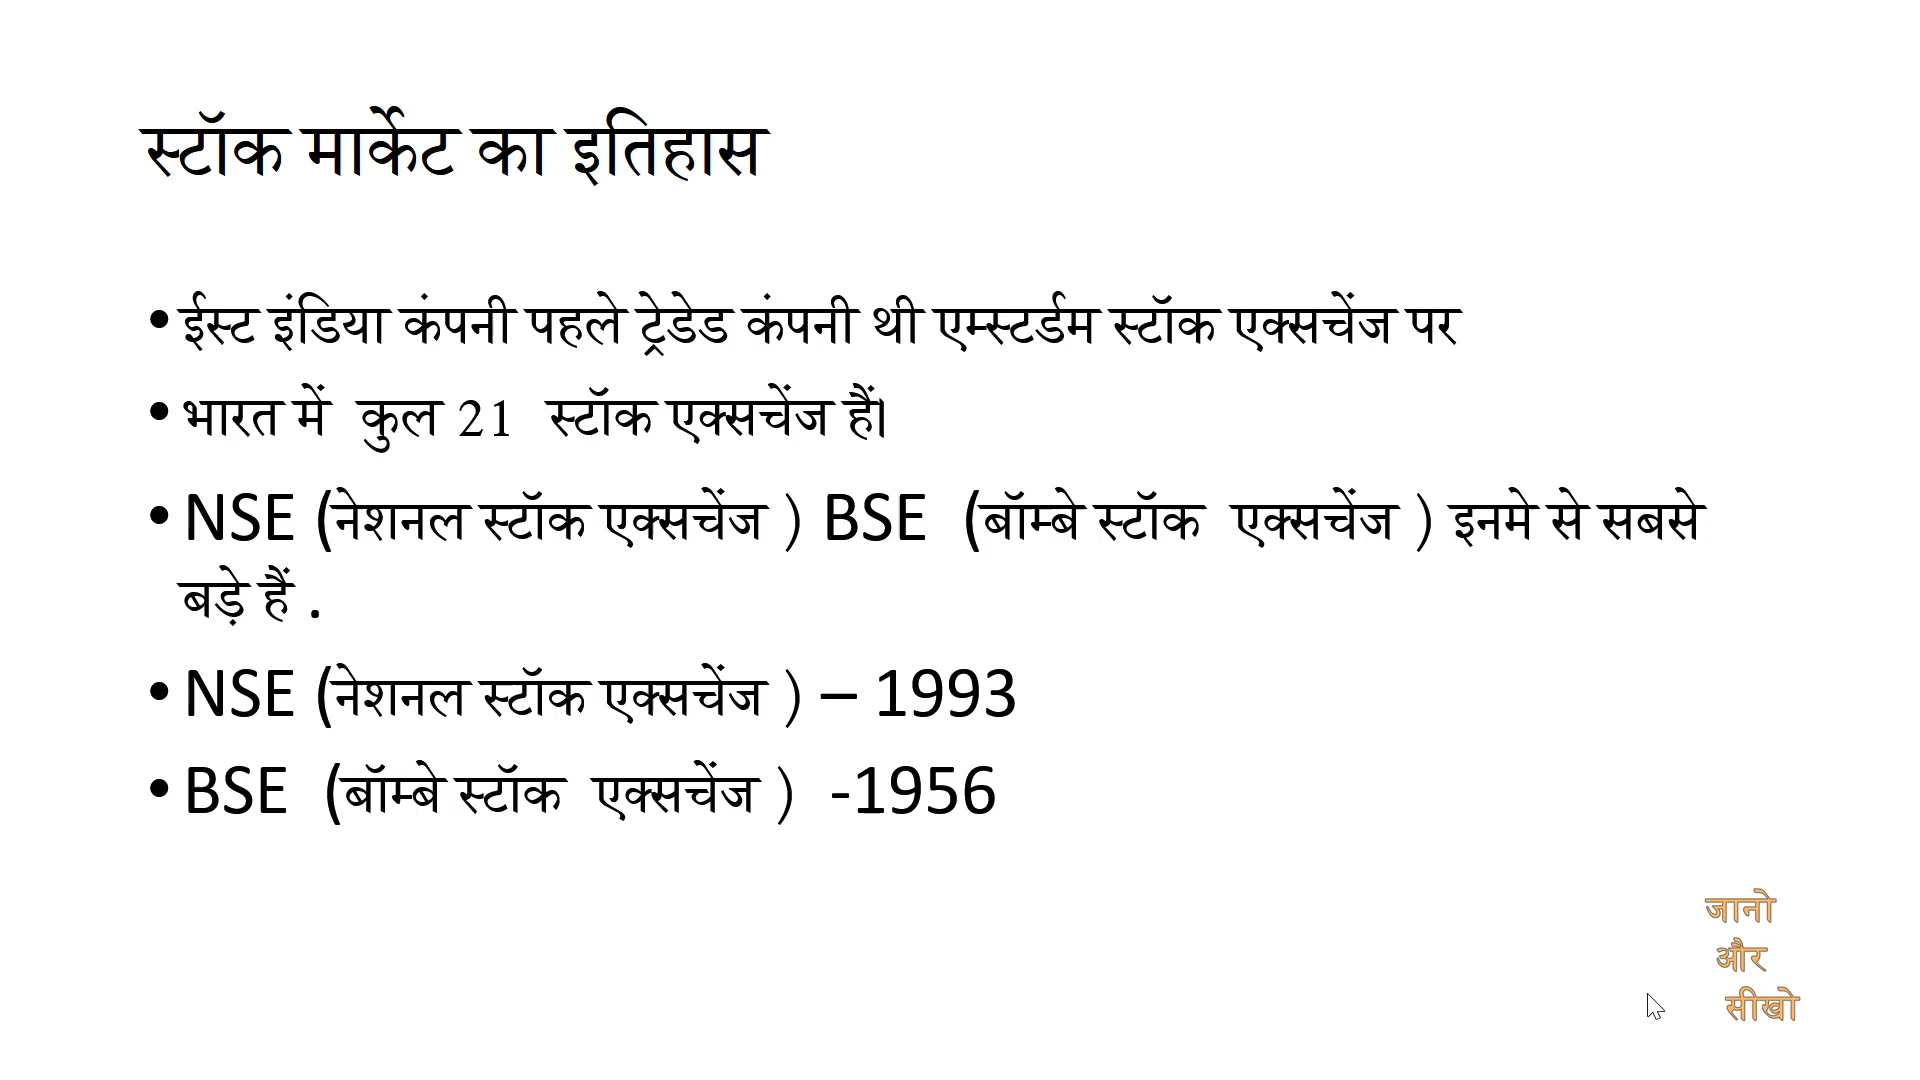 स्टॉक मार्केट का इतिहास
•ईस्ट इंडिया कंपनी पहले ट्रेडेड कंपनी थी एम्स्टर्डम स्टॉक एक्सचेंज पर
•भारत में कुल 21 स्टॉक एक्सचेंज हैं।
•NSE (नेशनल स्टॉक एक्सचेंज ) BSE (बॉम्बे स्टॉक एक्सचेंज ) इनमे से सबसे
बड़े हैं .
•NSE (नेशनल स्टॉक एक्सचेंज ) – 1993
•BSE (बॉम्बे स्टॉक एक्सचेंज ) -1956
जानो
और
सीखो